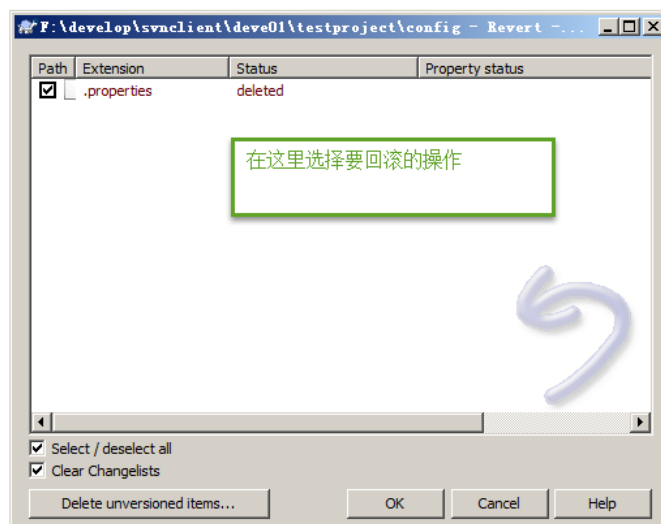 F:\develop\svnclient\deve01\testproject\config - Revert -...
Path Extension Status Property status
.properties deleted
在这里选择要回滚的操作
Select / deselect all
Clear Changelists
Delete unversioned items... OK Cancel Help